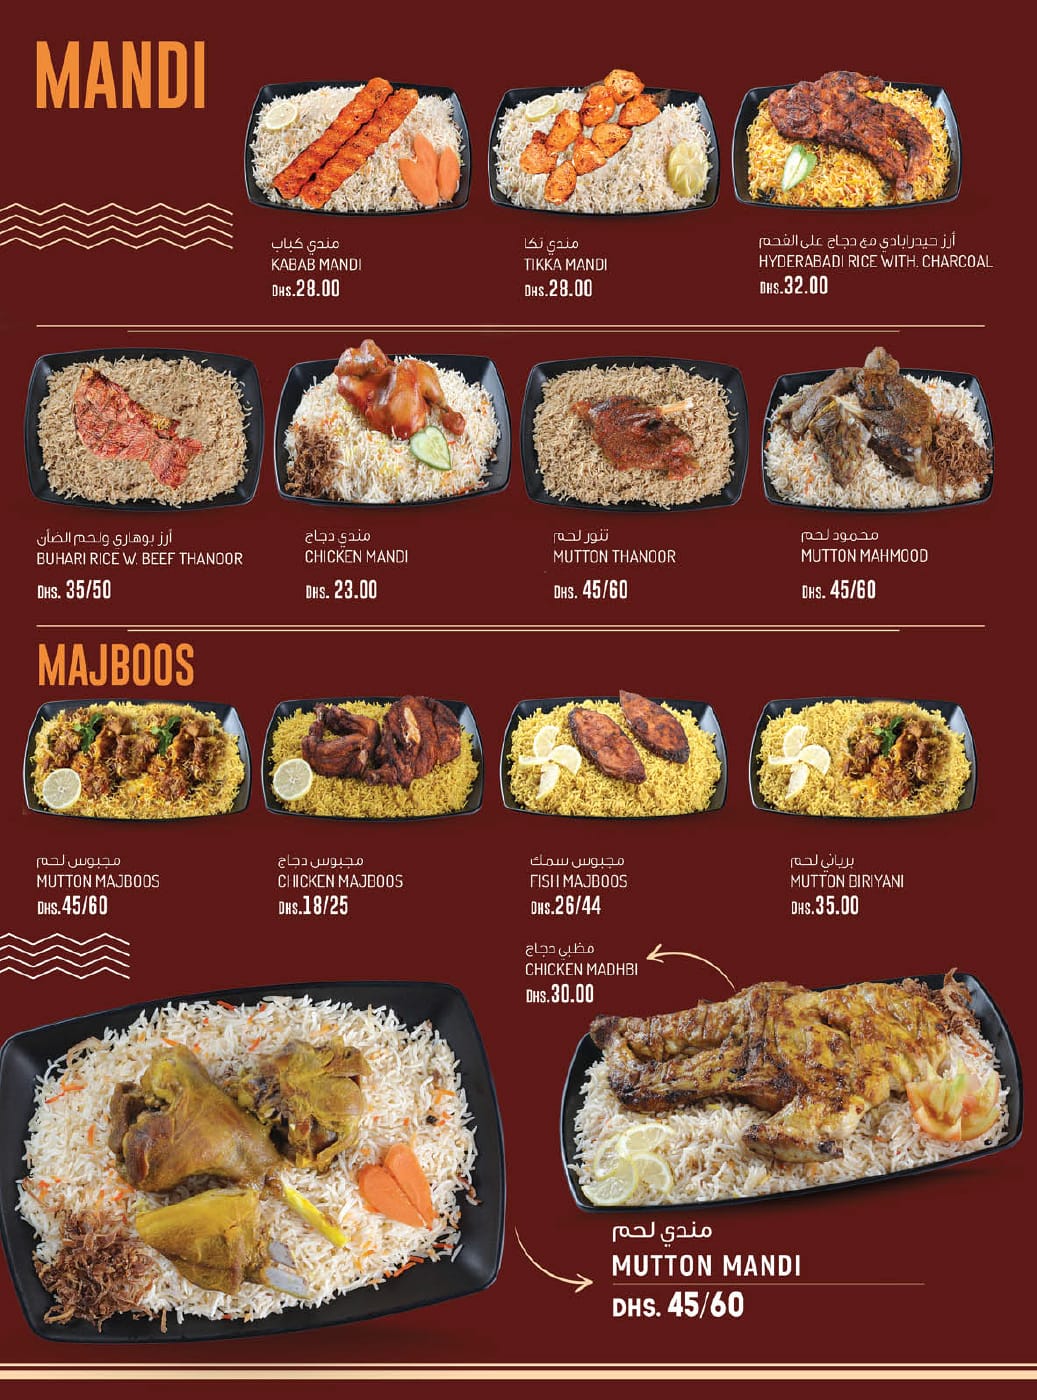 MANDI
مندي كباب
KABAB MANDI
DHS.28.00
مندي تكا
TIKKA MANDI
DHS.28.00
أرز حيدرابادي مع دجاج على الفحم
HYDERABADI RICE WITH. CHARCOAL
DHS.32.00
أرز بوهاري ولحم الضأن
BUHARI RICE W. BEEF THANOOR
DHS. 35/50
مندي دجاج
CHICKEN MANDI
DHS. 23.00
تنور لحم
MUTTON THANOOR
DHS. 45/60
محمود لحم
MUTTON MAHMOOD
DHS. 45/60
MAJBOOS
مجبوس لحم
MUTTON MAJBOOS
DHS.45/60
مجبوس دجاج
CHICKEN MAJBOOS
DHS.18/25
مجبوس سمك
FISH MAJBOOS
DHS.26/44
برياني لحم
MUTTON BIRIYANI
DHS.35.00
مظبي دجاج
CHICKEN MADHBI
DHS.30.00
مندي لحم
MUTTON MANDI
DHS. 45/60